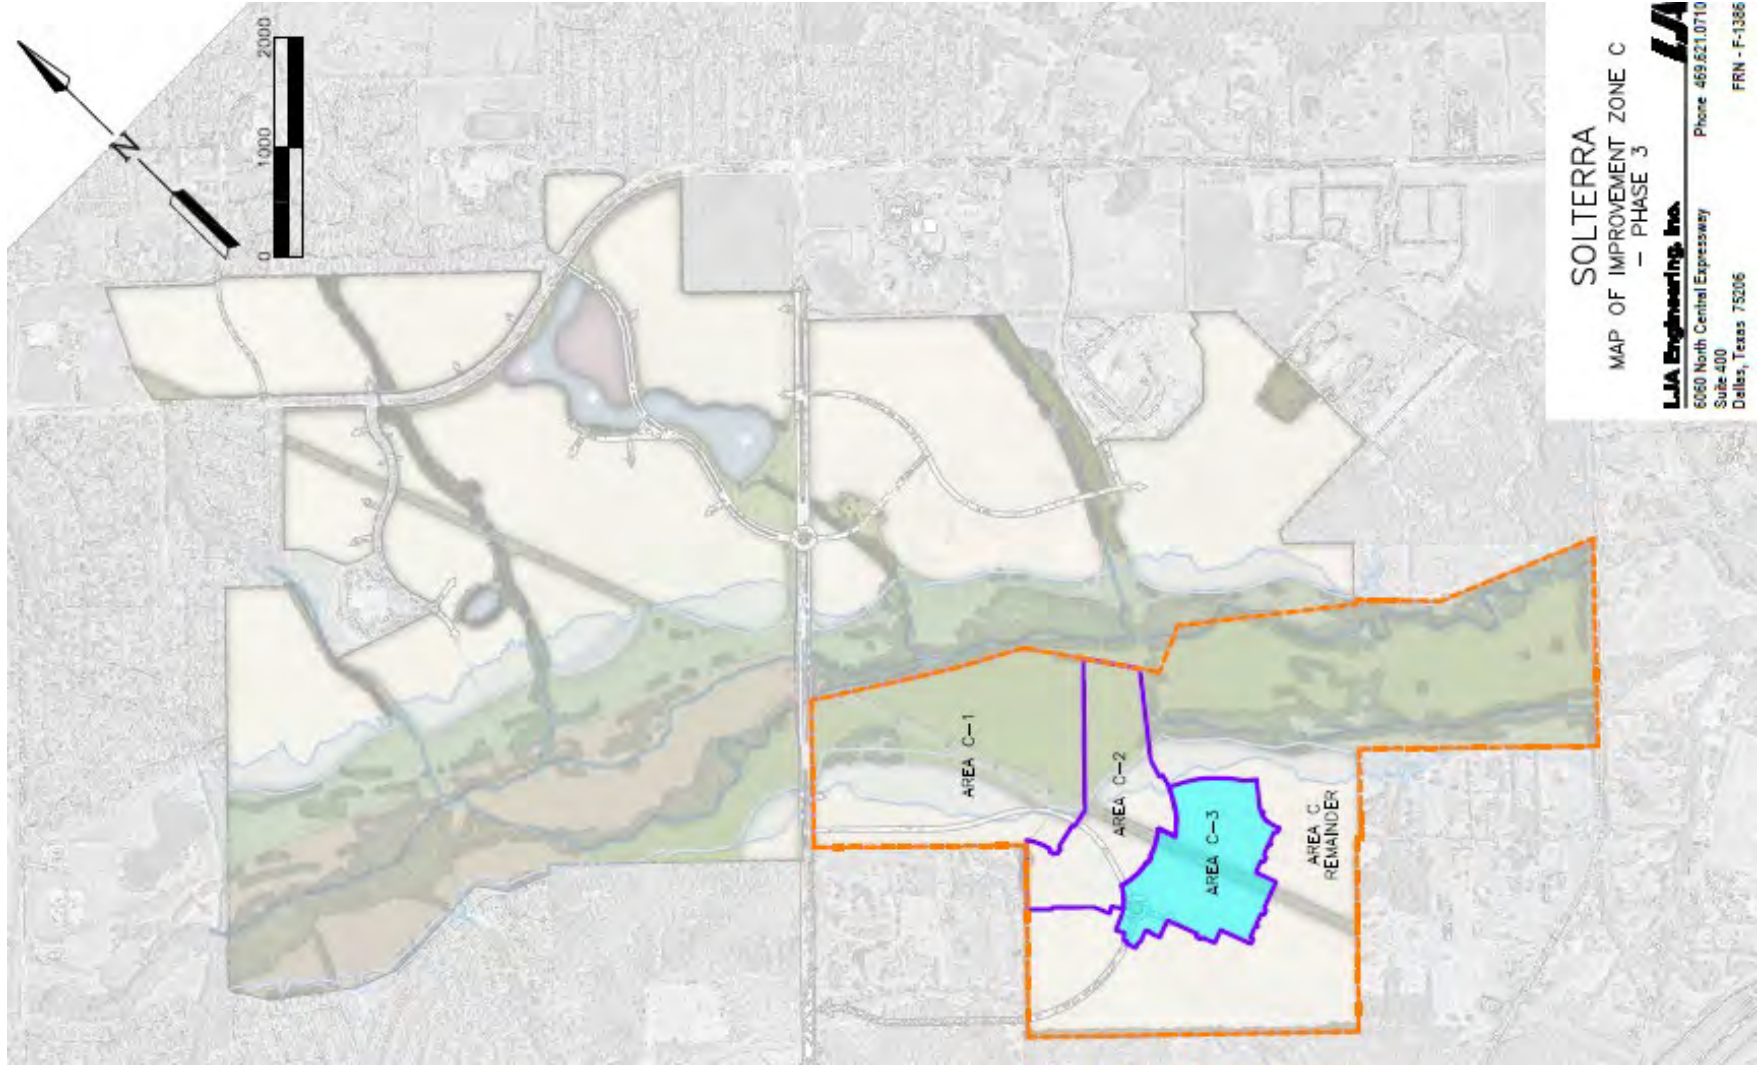 N
0
1000
2000
AREA C-1
AREA C-2
AREA C-3
AREA C
REMAINDER
SOLTERRA
MAP OF IMPROVEMENT ZONE C
- PHASE 3
LJA Engineering, Inc.
6060 North Central Expressway
Suite 400
Dallas, Texas 75206
Phone 469.621.0710
FRN - F-1386